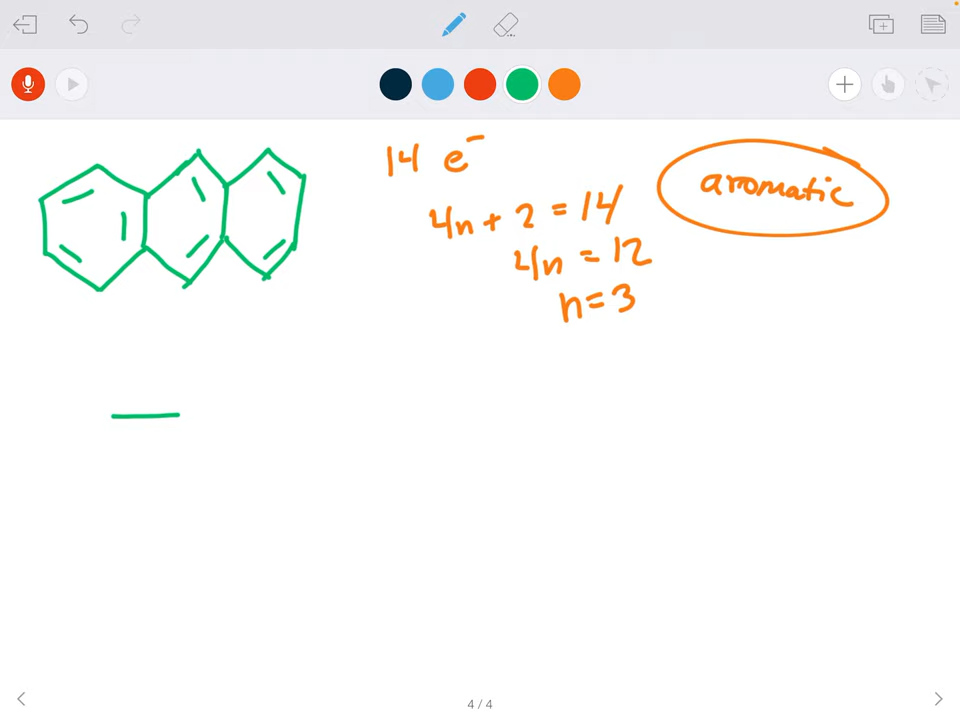 14 e⁻
4n + 2 = 14
4n = 12
n = 3
aromatic
4 / 4